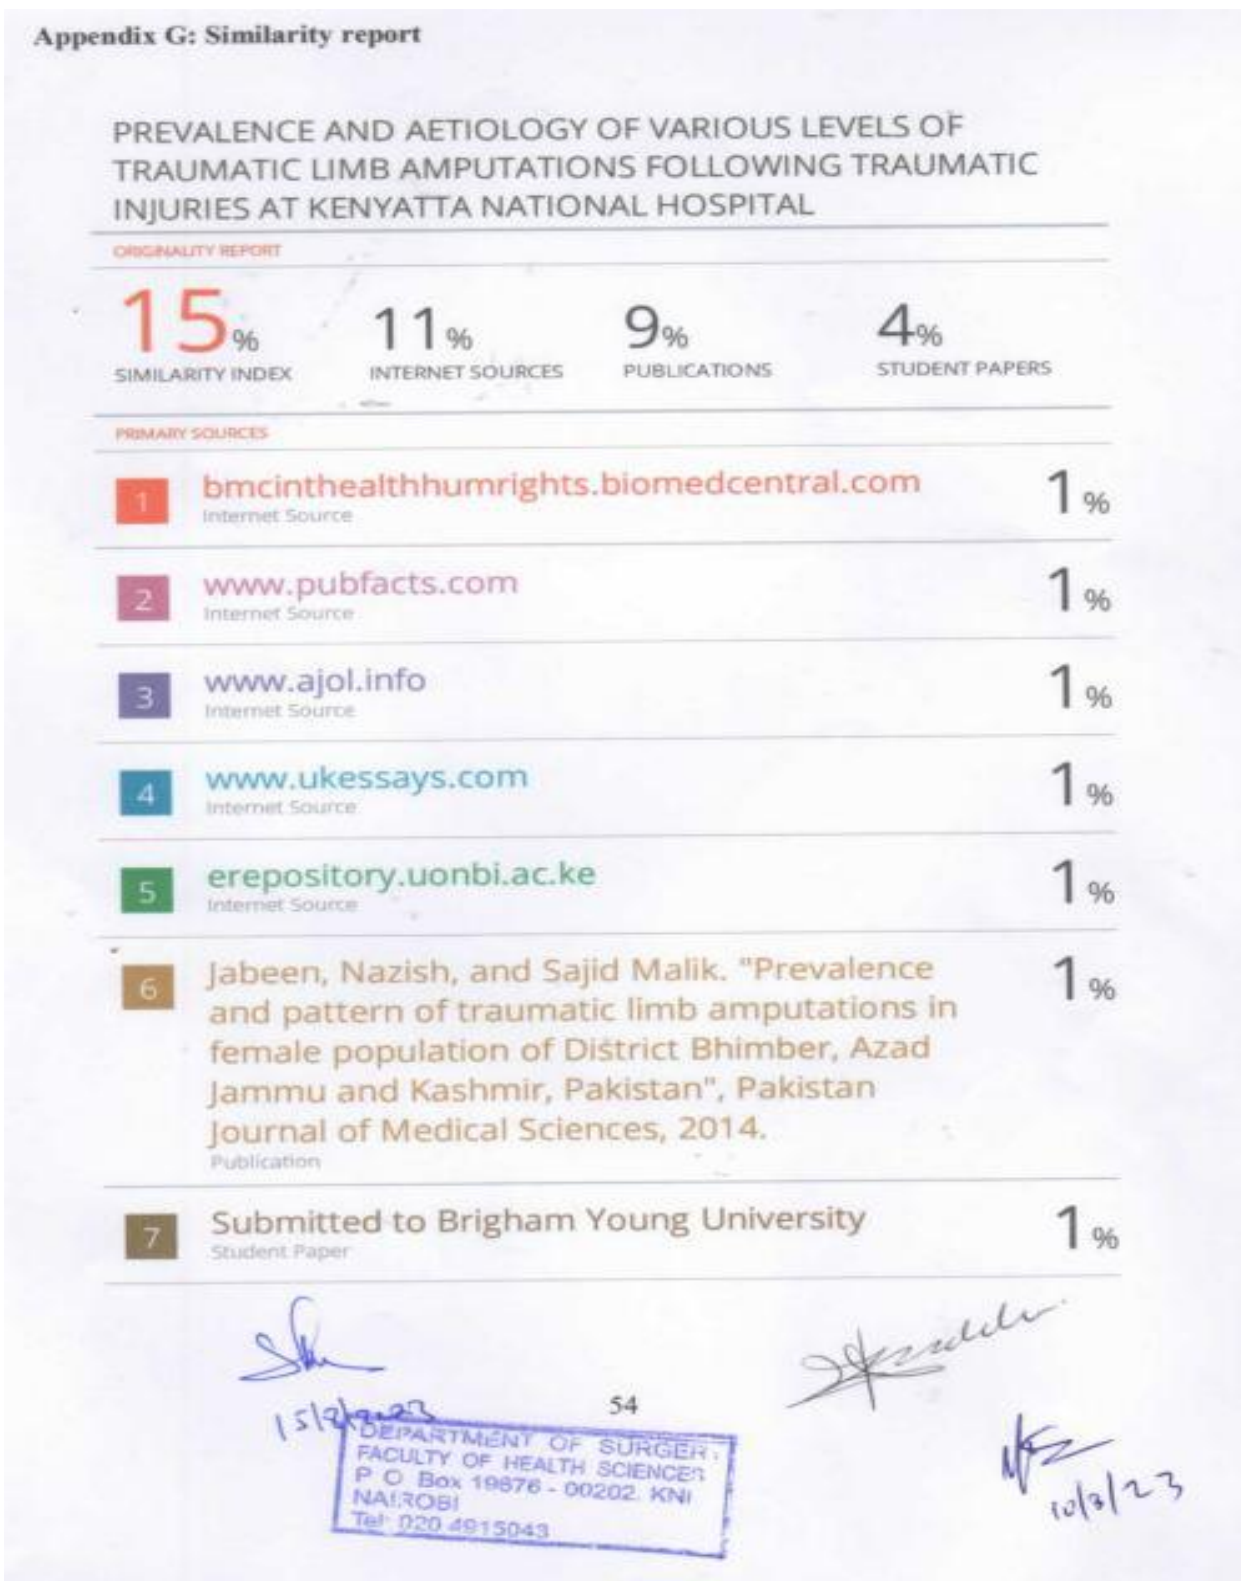 Appendix G: Similarity report
PREVALENCE AND AETIOLOGY OF VARIOUS LEVELS OF
TRAUMATIC LIMB AMPUTATIONS FOLLOWING TRAUMATIC
INJURIES AT KENYATTA NATIONAL HOSPITAL
ORIGINALITY REPORT
15% 11% 9% 4%
SIMILARITY INDEX INTERNET SOURCES PUBLICATIONS STUDENT PAPERS
PRIMARY SOURCES
1 bmcinthealthhumrights.biomedcentral.com 1%
Internet Source
2 www.pubfacts.com 1%
Internet Source
3 www.ajol.info 1%
Internet Source
4 www.ukessays.com 1%
Internet Source
5 erepository.uonbi.ac.ke 1%
Internet Source
6 Jabeen, Nazish, and Sajid Malik. "Prevalence 1%
and pattern of traumatic limb amputations in
female population of District Bhimber, Azad
Jammu and Kashmir, Pakistan", Pakistan
Journal of Medical Sciences, 2014.
Publication
7 Submitted to Brigham Young University 1%
Student Paper
54
DEPARTMENT OF SURGERY
FACULTY OF HEALTH SCIENCES
P O Box 19676 - 00202. KNH
NAIROBI
Tel: 020 4915043